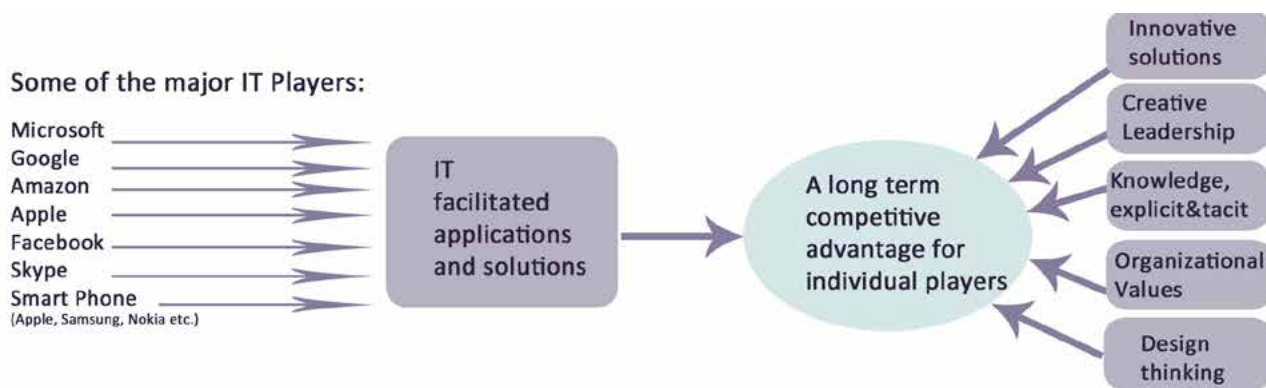 Some of the major IT Players:
Microsoft
Google
Amazon
Apple
Facebook
Skype
Smart Phone
(Apple, Samsung, Nokia etc.)
IT
facilitated
applications
and solutions
A long term
competitive
advantage for
individual players
Innovative
solutions
Creative
Leadership
Knowledge,
explicit&tacit
Organizational
Values
Design
thinking